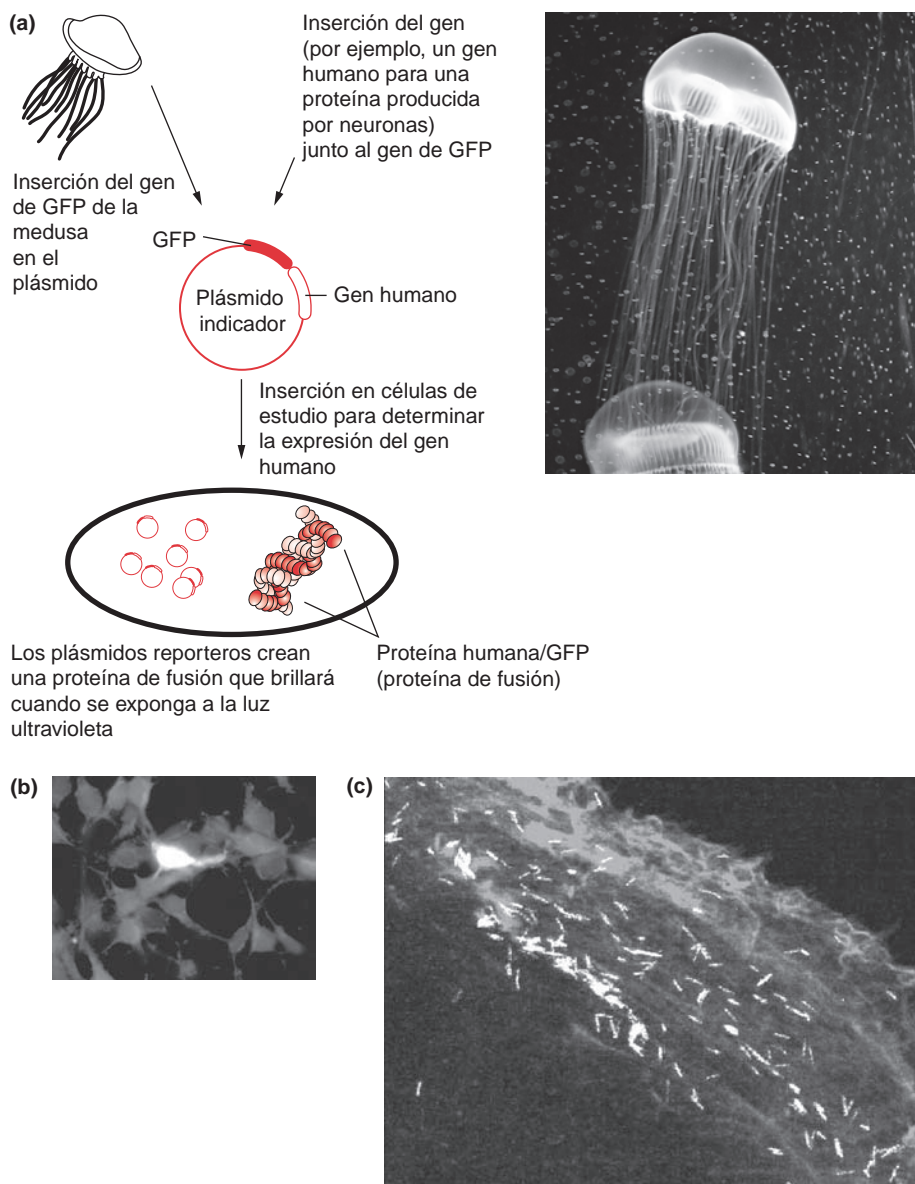 (a)
Inserción del gen
(por ejemplo, un gen
humano para una
proteína producida
por neuronas)
junto al gen de GFP
Inserción del gen
de GFP de la
medusa
en el
plásmido
GFP
Plásmido
indicador
Gen humano
Inserción en células de
estudio para determinar
la expresión del gen
humano
Los plásmidos reporteros crean
una proteína de fusión que brillará
cuando se exponga a la luz
ultravioleta
Proteína humana/GFP
(proteína de fusión)
(b)
(c)